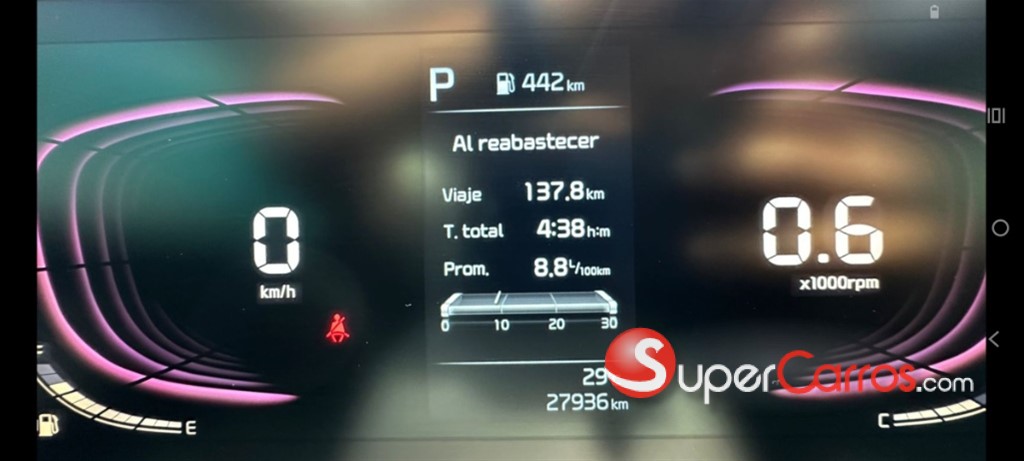 P 442 km
Al reabastecer
Viaje 137.8 km
T. total 4:38 h:m
Prom. 8.8 L/100km
0 10 20 30
27936 km
0
km/h
0.6
x1000rpm
E
C
SuperCarros.com